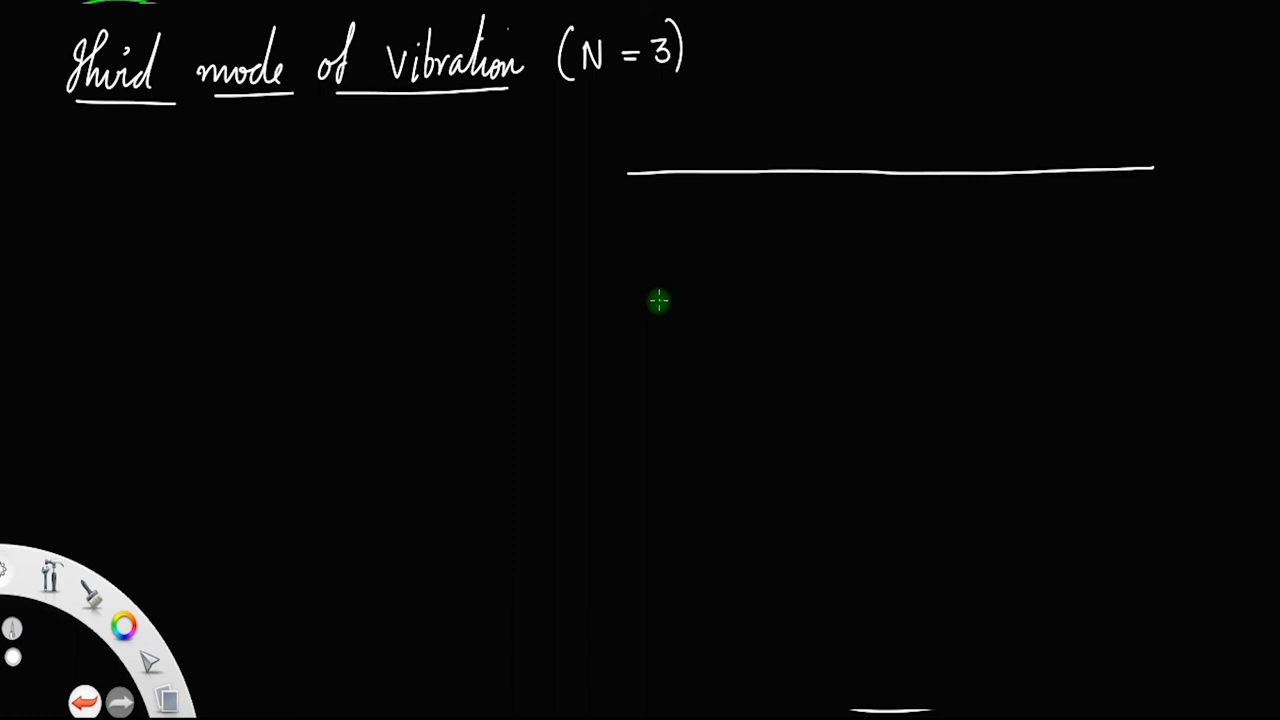 Third mode of vibration (N = 3)